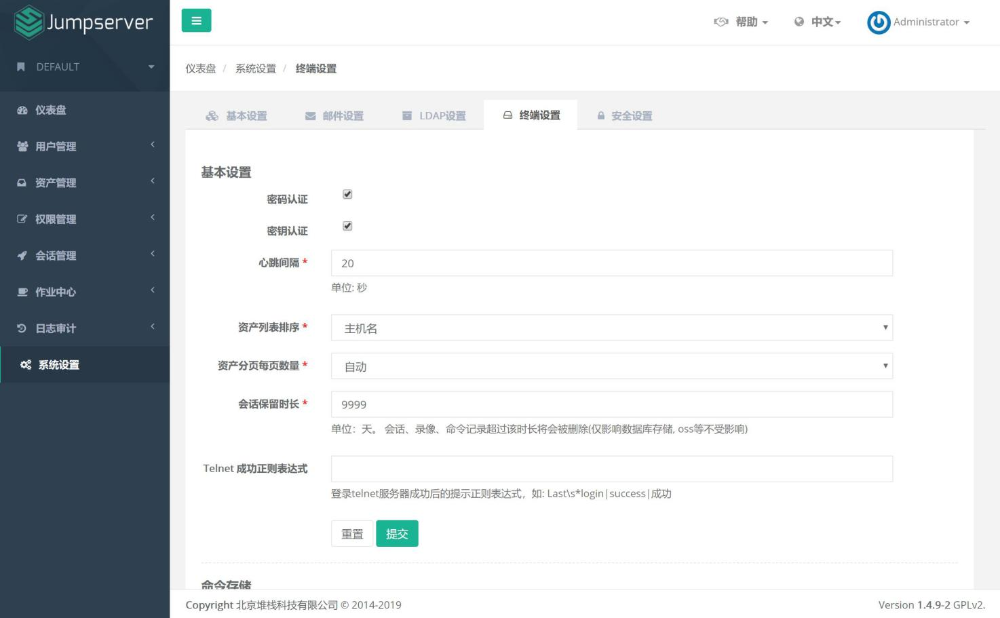 Jumpserver
帮助
中文
Administrator
DEFAULT
仪表盘 / 系统设置 / 终端设置
仪表盘
用户管理
资产管理
权限管理
会话管理
作业中心
日志审计
系统设置
基本设置
邮件设置
LDAP设置
终端设置
安全设置
基本设置
密码认证
密钥认证
心跳间隔 *
20
单位: 秒
资产列表排序 *
主机名
资产分页每页数量 *
自动
会话保留时长 *
9999
单位：天。 会话、录像、命令记录超过该时长将会被删除(仅影响数据库存储, oss等不受影响)
Telnet 成功正则表达式
登录telnet服务器成功后的提示正则表达式，如: Last\s*login|success|成功
重置
提交
命令存储
Copyright 北京堆栈科技有限公司 © 2014-2019
Version 1.4.9-2 GPLv2.